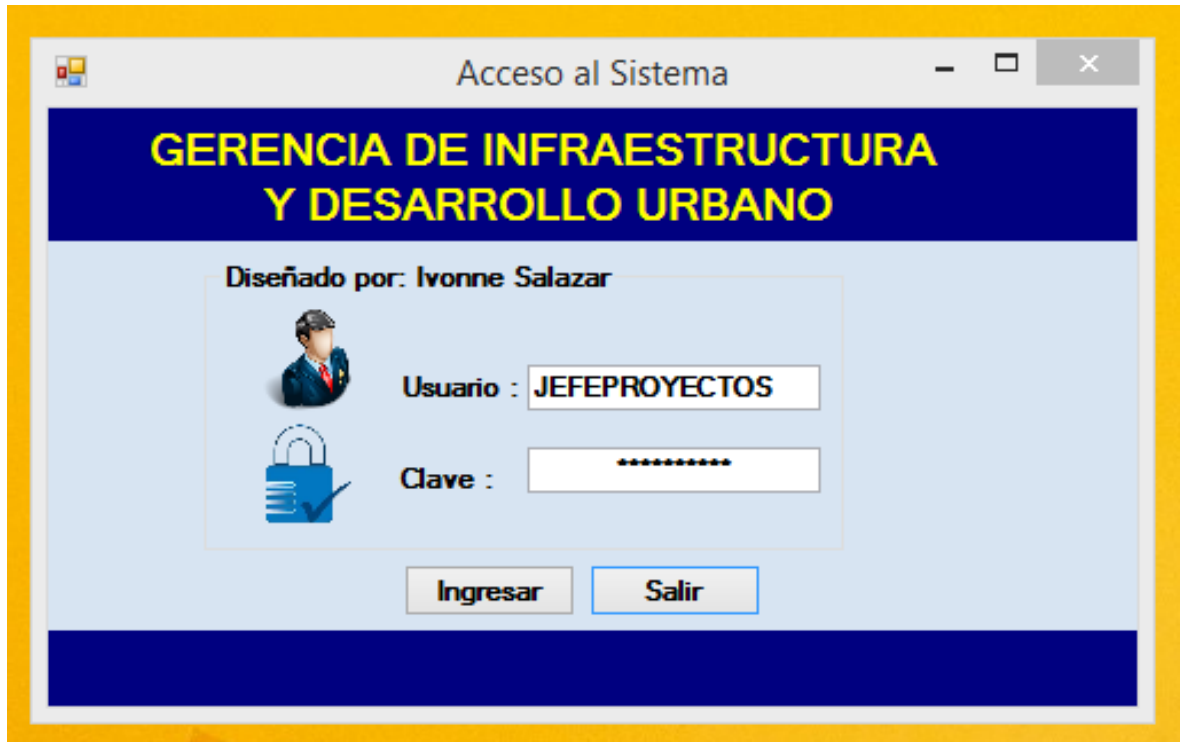 Acceso al Sistema
GERENCIA DE INFRAESTRUCTURA
Y DESARROLLO URBANO
Diseñado por: Ivonne Salazar
Usuario : JEFEPROYECTOS
Clave : **********
Ingresar Salir